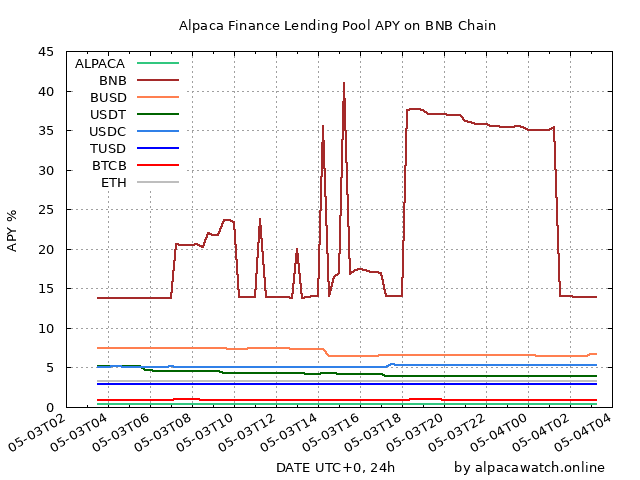 Alpaca Finance Lending Pool APY on BNB Chain
45
40
35
30
25
20
15
10
5
0
APY %
ALPACA
BNB
BUSD
USDT
USDC
TUSD
BTCB
ETH
05-03T02
05-03T04
05-03T06
05-03T08
05-03T10
05-03T12
05-03T14
05-03T16
05-03T18
05-03T20
05-03T22
05-04T00
05-04T02
05-04T04
DATE UTC+0, 24h
by alpacawatch.online